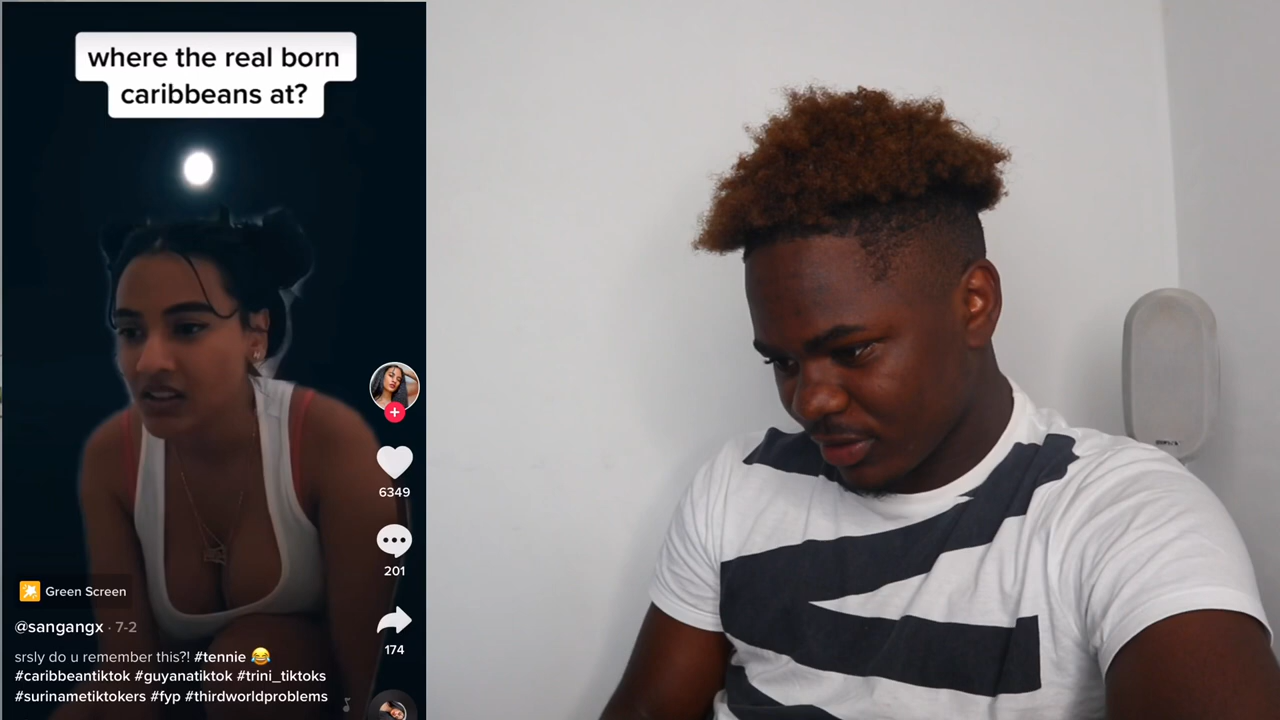 where the real born
caribbeans at?
6349
201
Green Screen
@sangangx · 7-2
174
srsly do u remember this?! #tennie 😂
#caribbeantiktok #guyanatiktok #trini_tiktoks
#surinametiktokers #fyp #thirdworldproblems